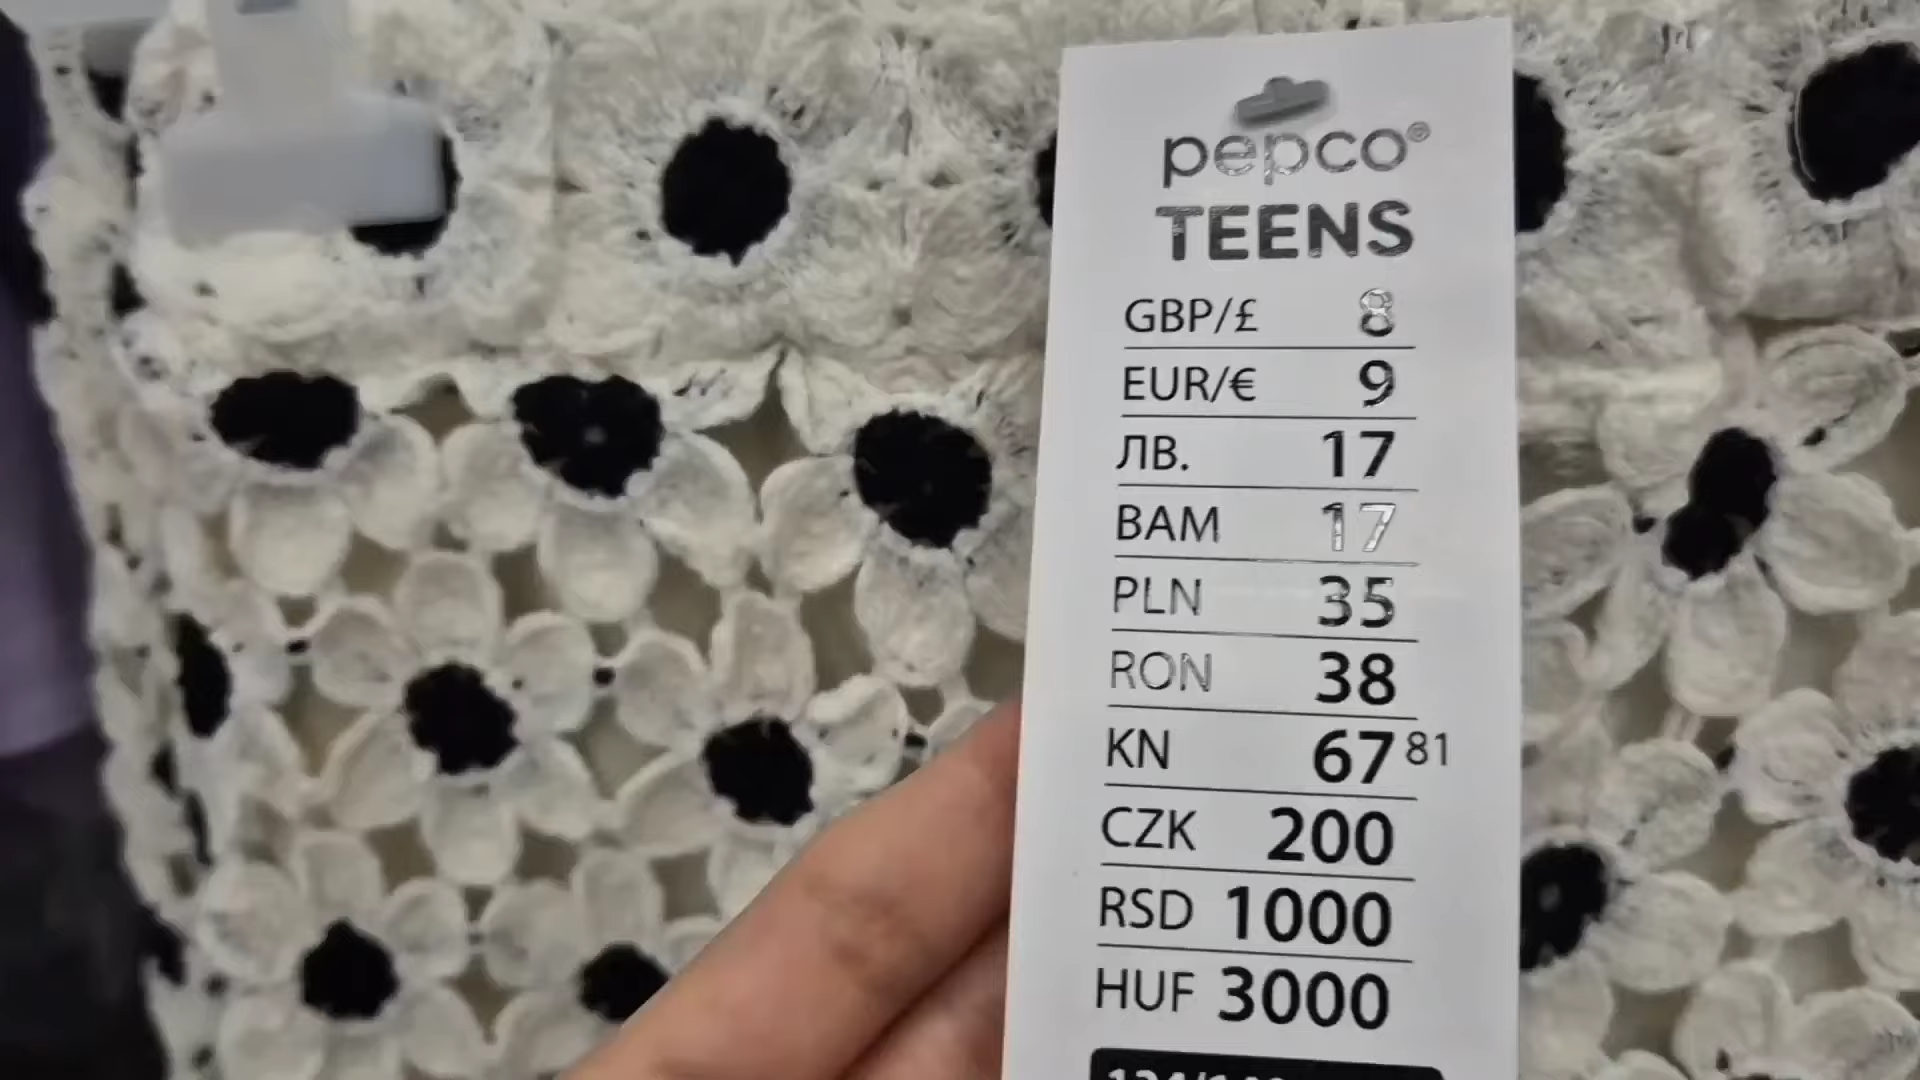 pepco®
TEENS
GBP/£ 8
EUR/€ 9
ЛВ. 17
BAM 17
PLN 35
RON 38
KN 67 81
CZK 200
RSD 1000
HUF 3000